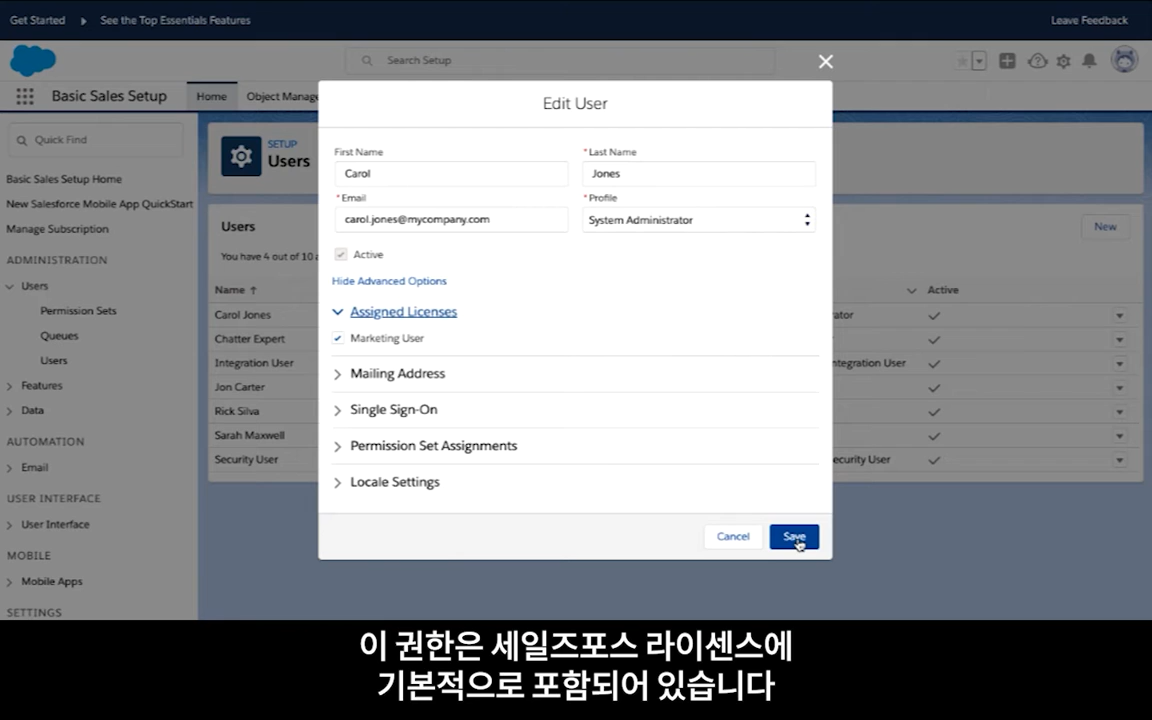 Get Started
See the Top Essentials Features
Leave Feedback
Search Setup
Basic Sales Setup
Home
Object Manage
Quick Find
SETUP
Users
Basic Sales Setup Home
New Salesforce Mobile App QuickStart
Manage Subscription
ADMINISTRATION
Users
Permission Sets
Queues
Users
Features
Data
AUTOMATION
Email
USER INTERFACE
User Interface
MOBILE
Mobile Apps
SETTINGS
Users
New
You have 4 out of 10
Name ↑
Active
Carol Jones
rator
Chatter Expert
Integration User
ntegration User
Jon Carter
Rick Silva
Sarah Maxwell
Security User
ecurity User
Edit User
First Name
* Last Name
Carol
Jones
* Email
* Profile
carol.jones@mycompany.com
System Administrator
Active
Hide Advanced Options
Assigned Licenses
Marketing User
Mailing Address
Single Sign-On
Permission Set Assignments
Locale Settings
Cancel
Save
이 권한은 세일즈포스 라이센스에
기본적으로 포함되어 있습니다